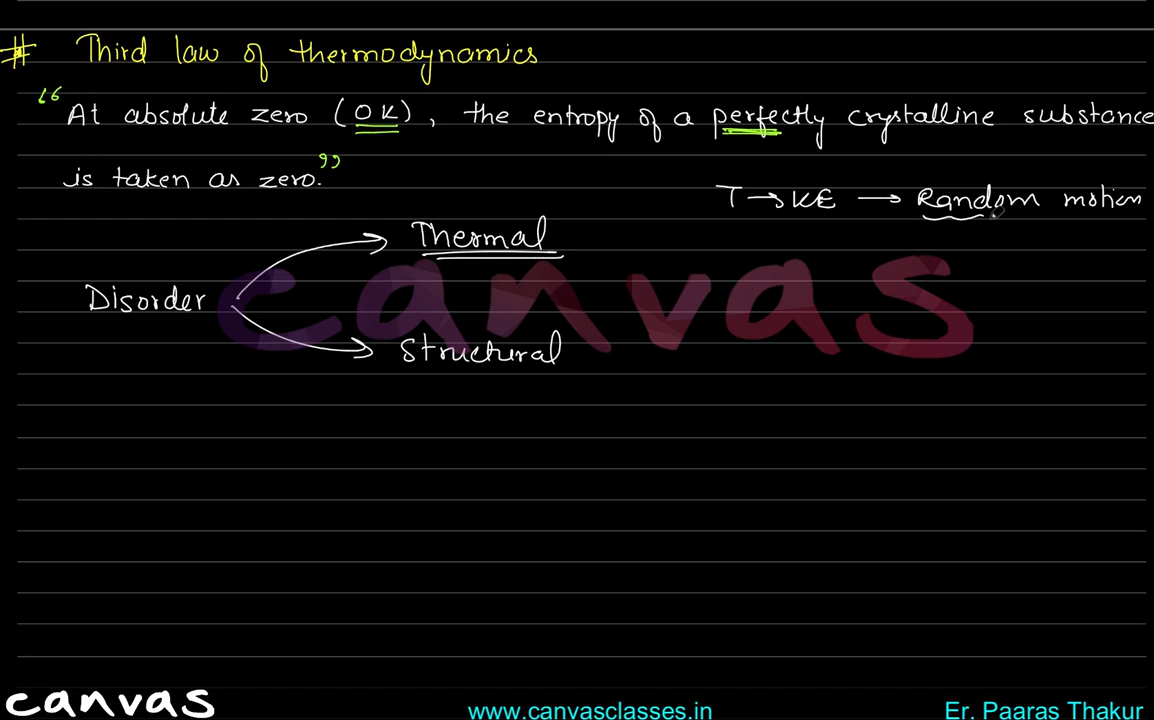 # Third law of thermodynamics
“At absolute zero (0 K), the entropy of a perfectly crystalline substance
is taken as zero.”
T → KE → Random motion
Thermal
Disorder
Structural
canvas
canvas
www.canvasclasses.in
Er. Paaras Thakur